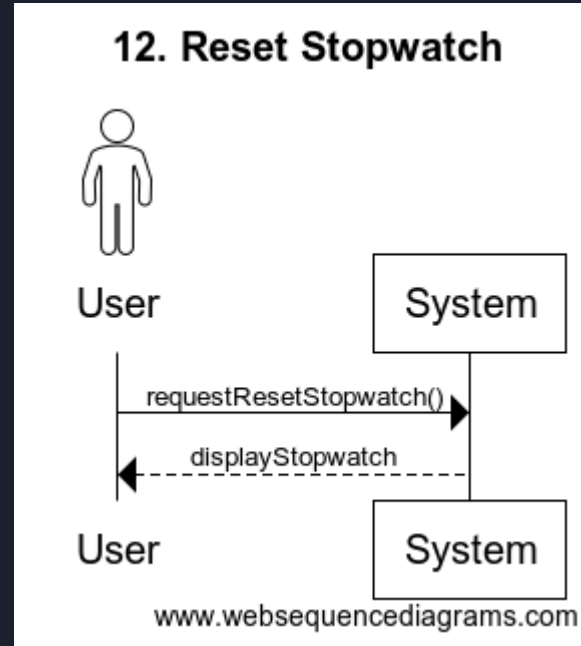 12. Reset Stopwatch
User
System
requestResetStopwatch()
displayStopwatch
User
System
www.websequencediagrams.com